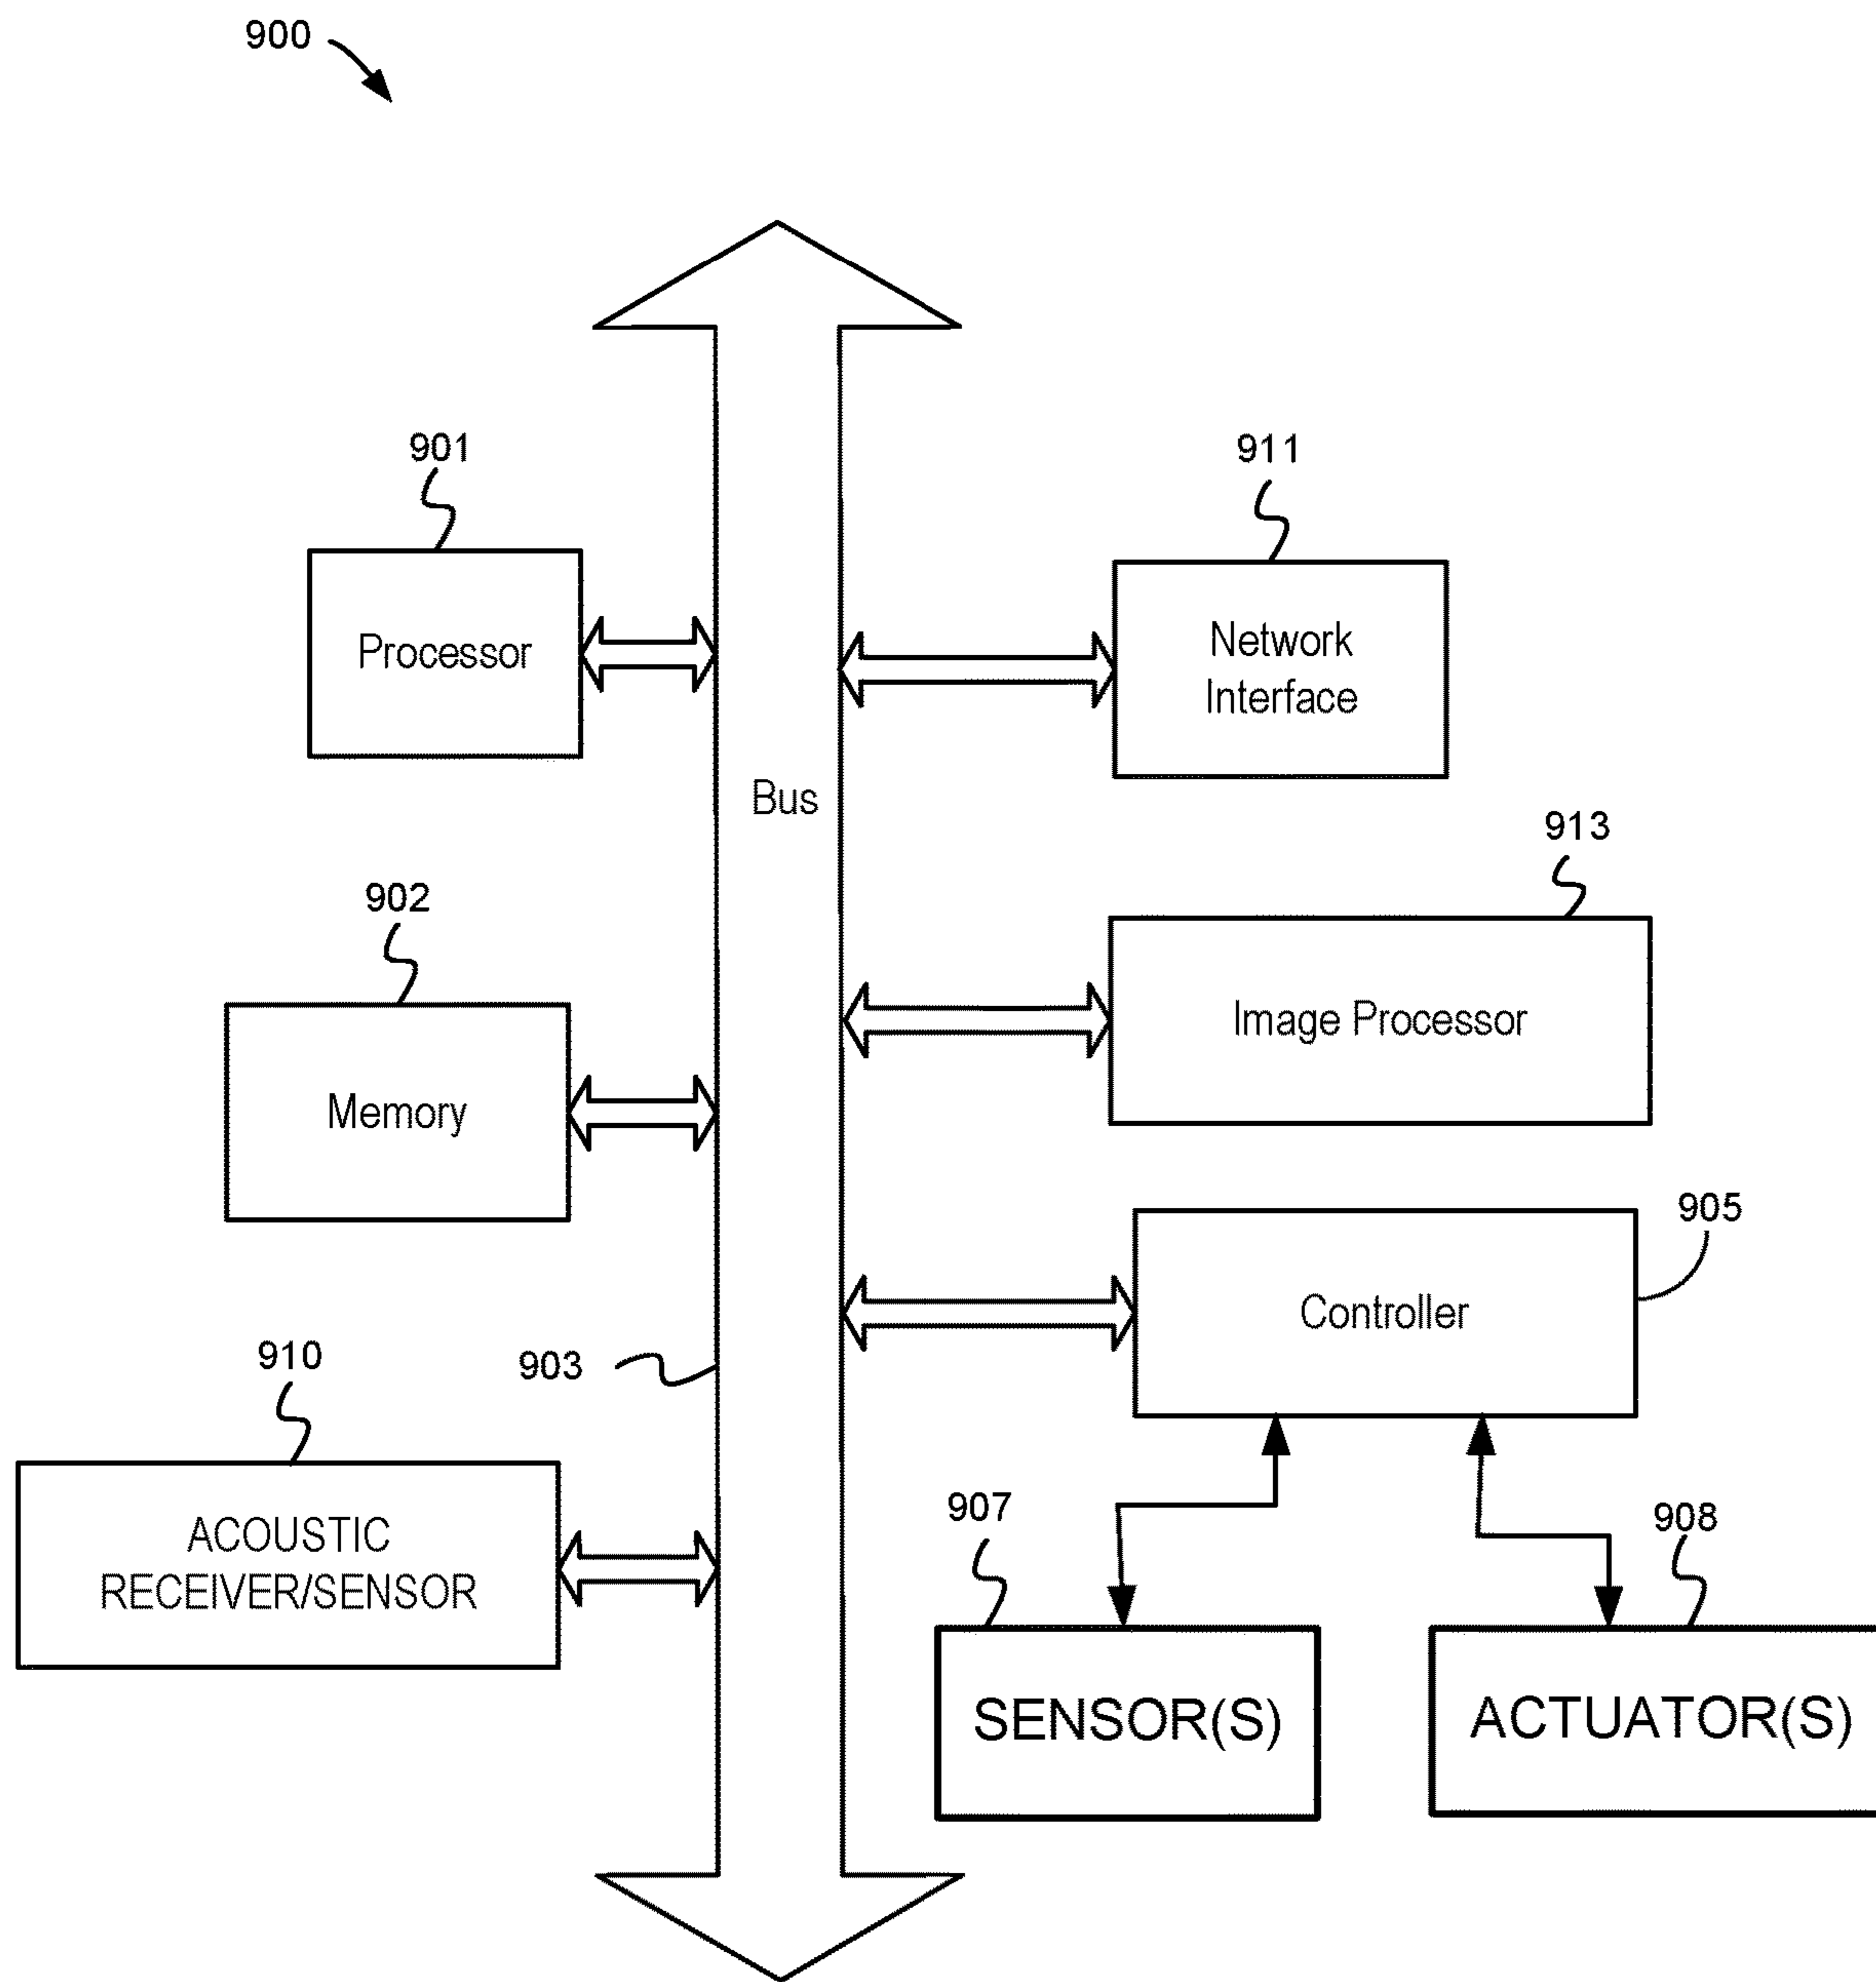 900
901
911
Processor
Network
Interface
Bus
913
902
Image Processor
Memory
905
Controller
910
903
ACOUSTIC
RECEIVER/SENSOR
907
908
SENSOR(S)
ACTUATOR(S)